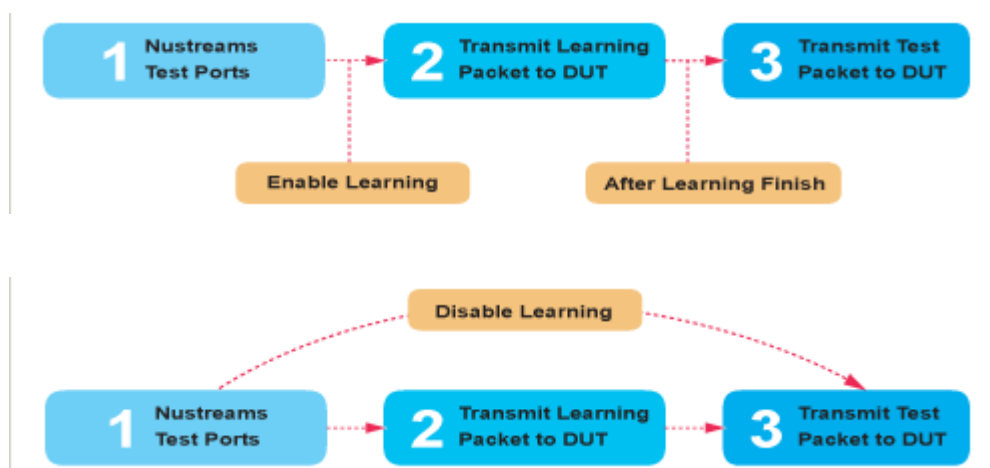 1 Nustreams
Test Ports
2 Transmit Learning
Packet to DUT
3 Transmit Test
Packet to DUT
Enable Learning
After Learning Finish
Disable Learning
1 Nustreams
Test Ports
2 Transmit Learning
Packet to DUT
3 Transmit Test
Packet to DUT